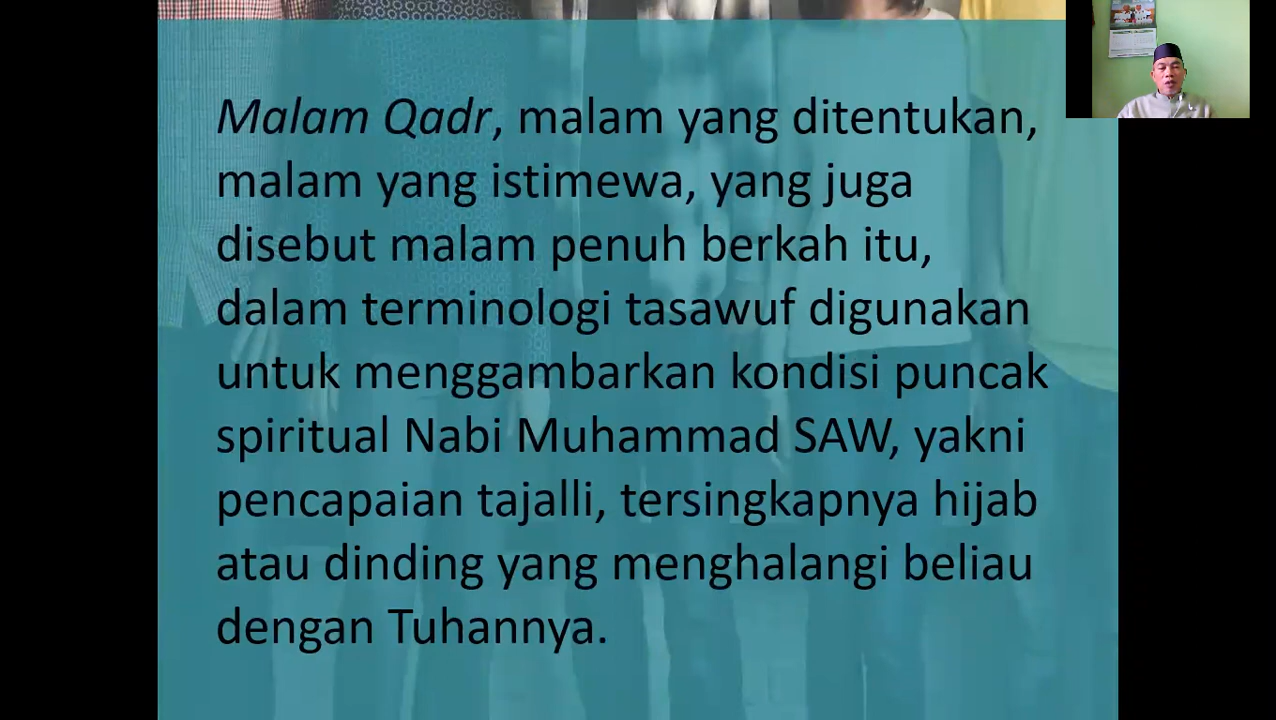 Malam Qadr, malam yang ditentukan,
malam yang istimewa, yang juga
disebut malam penuh berkah itu,
dalam terminologi tasawuf digunakan
untuk menggambarkan kondisi puncak
spiritual Nabi Muhammad SAW, yakni
pencapaian tajalli, tersingkapnya hijab
atau dinding yang menghalangi beliau
dengan Tuhannya.